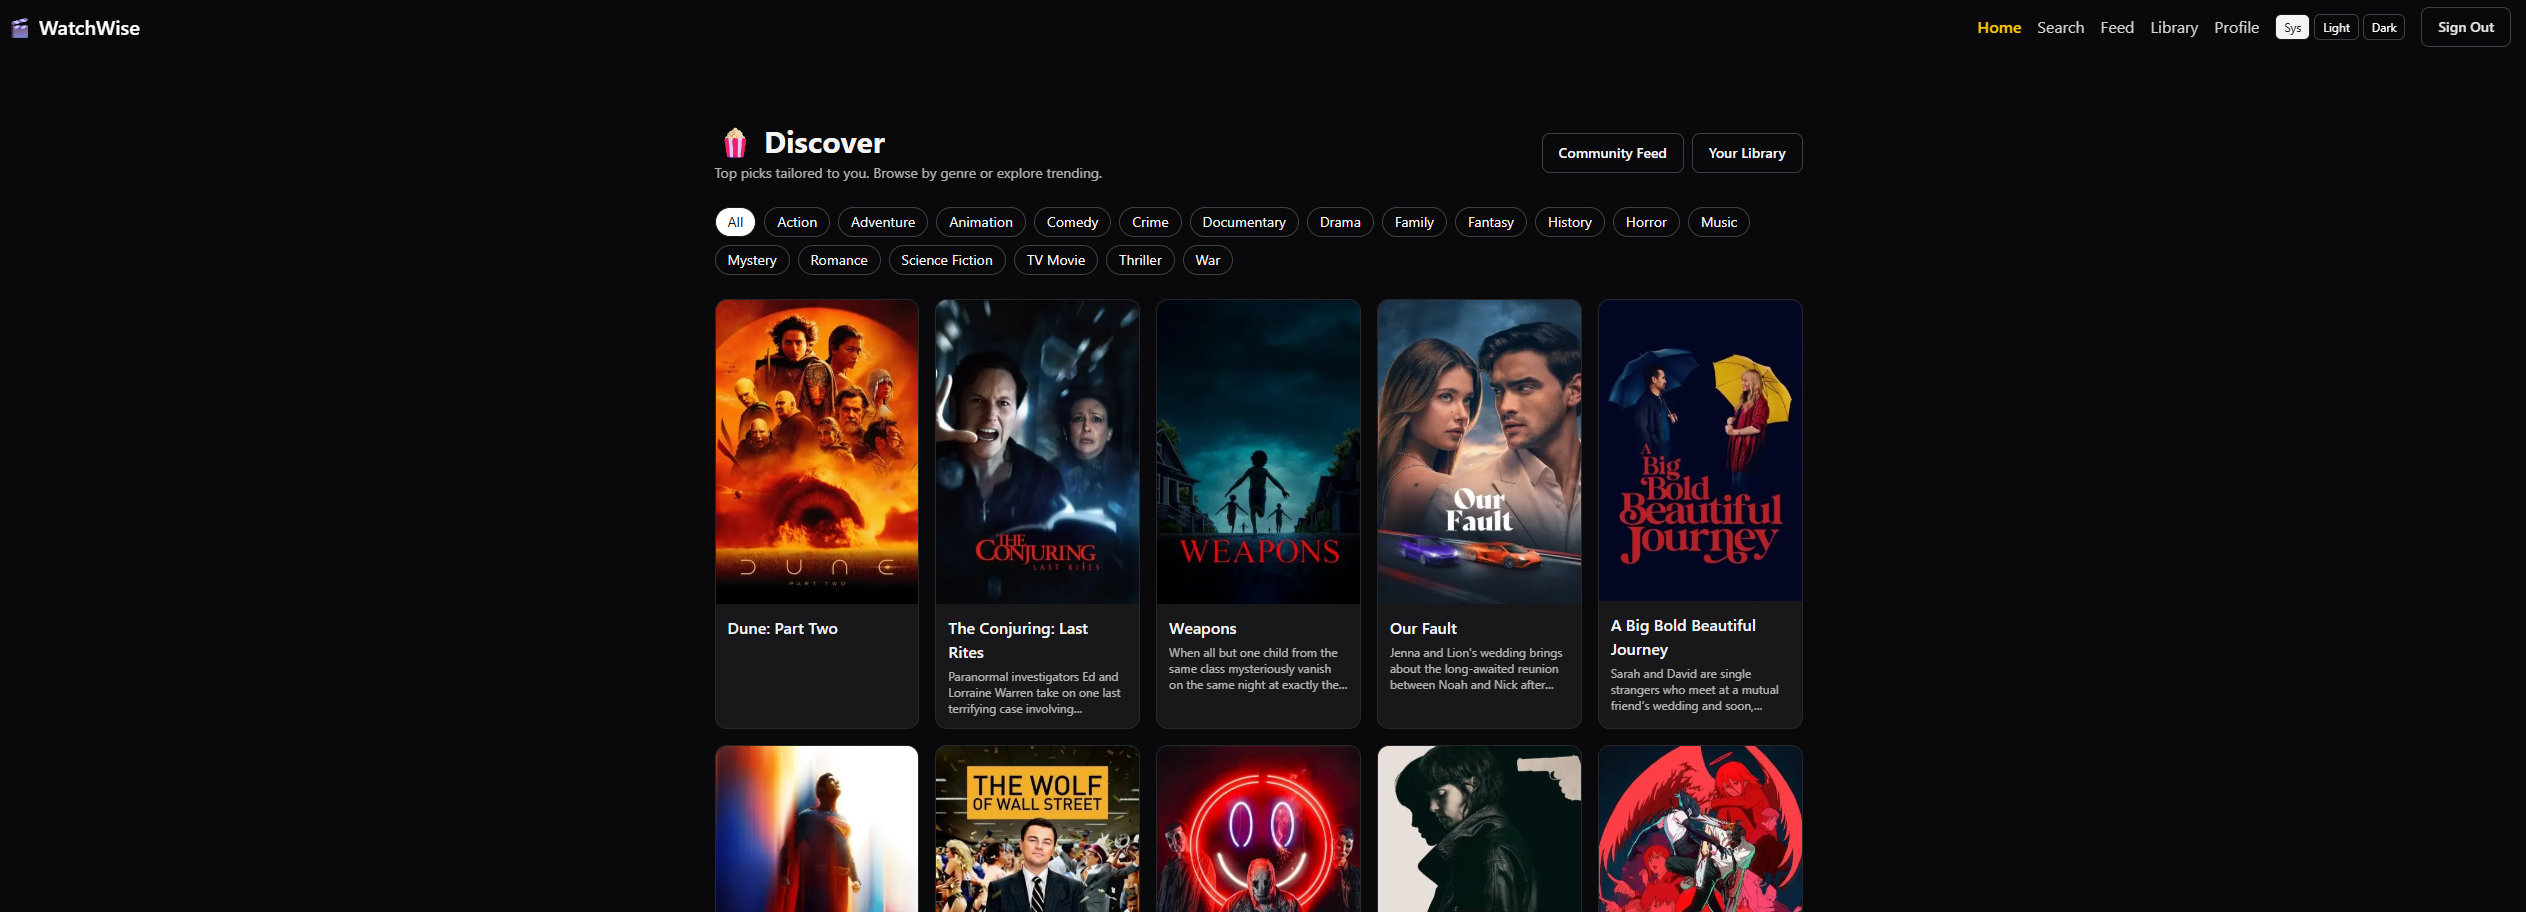 WatchWise
Home Search Feed Library Profile Sys Light Dark Sign Out
Discover
Top picks tailored to you. Browse by genre or explore trending.
Community Feed Your Library
All Action Adventure Animation Comedy Crime Documentary Drama Family Fantasy History Horror Music
Mystery Romance Science Fiction TV Movie Thriller War
DUNE
PART TWO
THE
CONJURING
LAST RITES
WEAPONS
Our
Fault
A
Big
Bold
Beautiful
Journey
Dune: Part Two
The Conjuring: Last
Rites
Paranormal investigators Ed and
Lorraine Warren take on one last
terrifying case involving...
Weapons
When all but one child from the
same class mysteriously vanish
on the same night at exactly the...
Our Fault
Jenna and Lion's wedding brings
about the long-awaited reunion
between Noah and Nick after...
A Big Bold Beautiful
Journey
Sarah and David are single
strangers who meet at a mutual
friend's wedding and soon,...
THE WOLF
OF WALL STREET